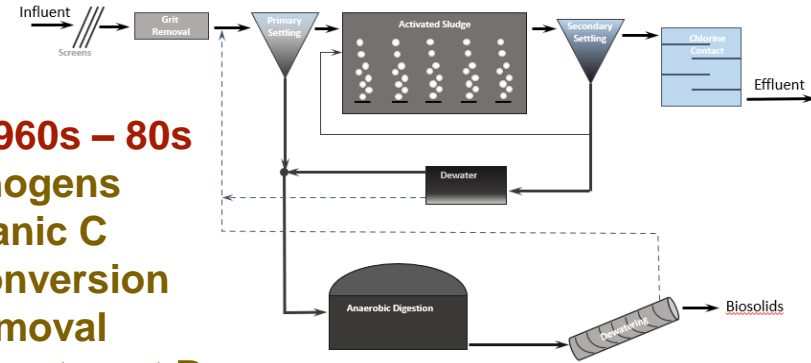 Influent
Screens
Grit
Removal
Primary
Settling
Activated Sludge
Secondary
Settling
Chlorine
Contact
Effluent
960s – 80s
hogens
anic C
onversion
moval
Dewater
Anaerobic Digestion
Dewatering
Biosolids